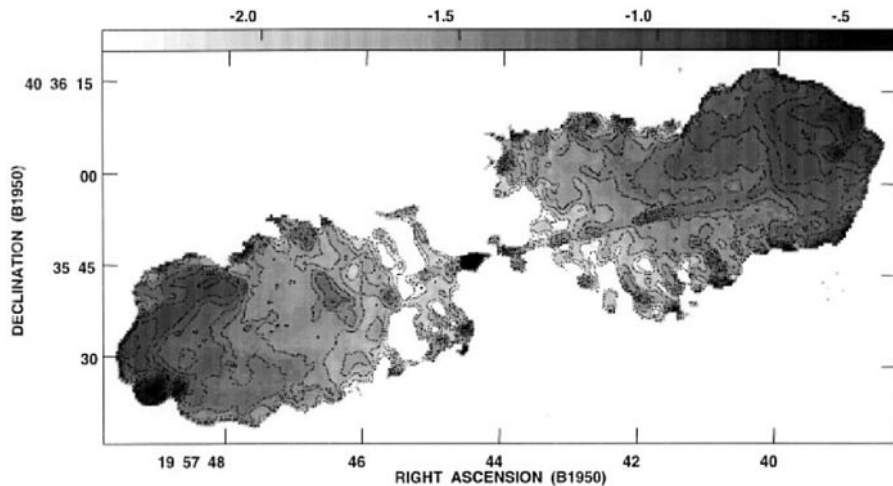 -2.0 -1.5 -1.0 -.5
40 36 15
00
35 45
30
DECLINATION (B1950)
19 57 48 46 44 42 40
RIGHT ASCENSION (B1950)